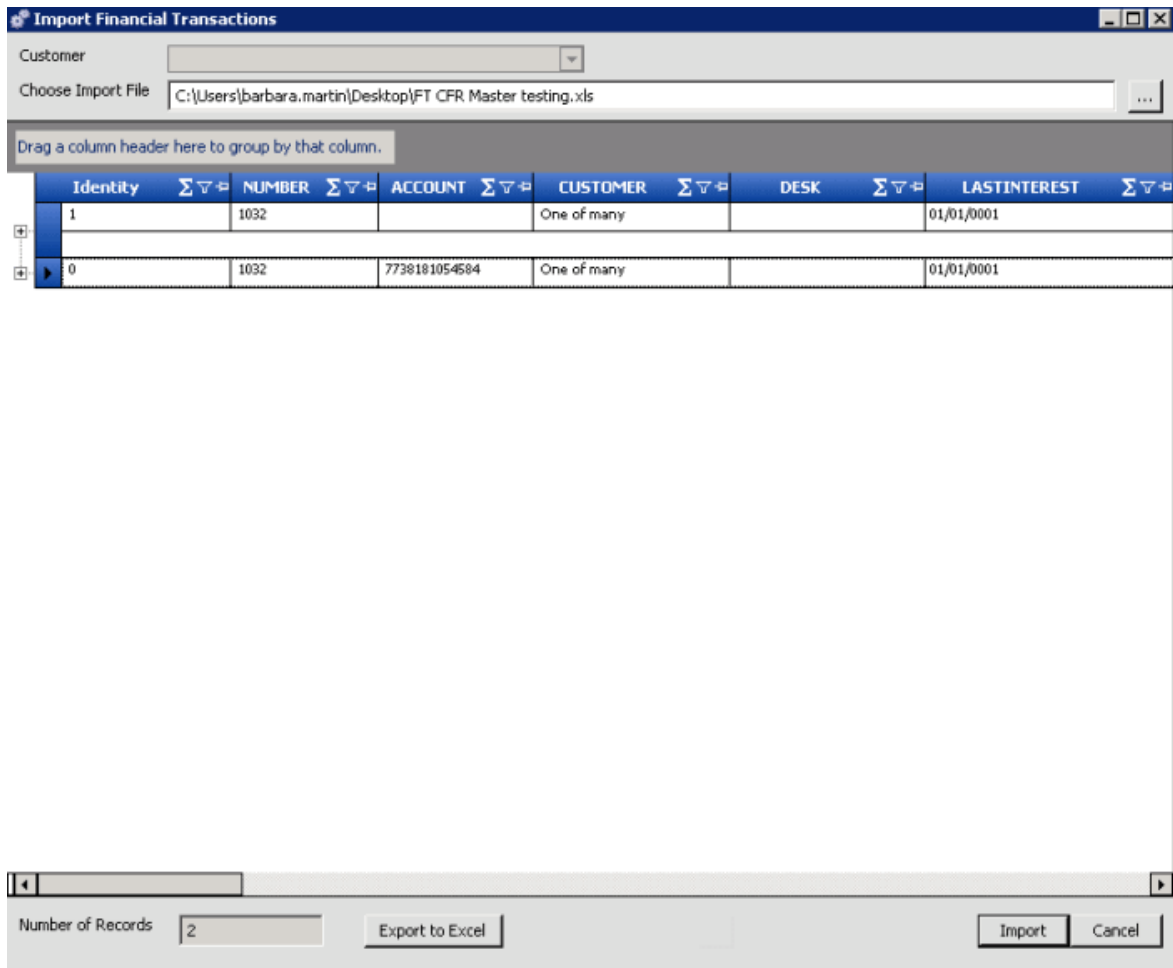 Import Financial Transactions
Customer
Choose Import File C:\Users\barbara.martin\Desktop\FT CFR Master testing.xls ...
Drag a column header here to group by that column.
Identity Σ NUMBER Σ ACCOUNT Σ CUSTOMER Σ DESK Σ LASTINTEREST Σ
1 1032 One of many 01/01/0001
0 1032 7738181054584 One of many 01/01/0001
Number of Records 2 Export to Excel Import Cancel